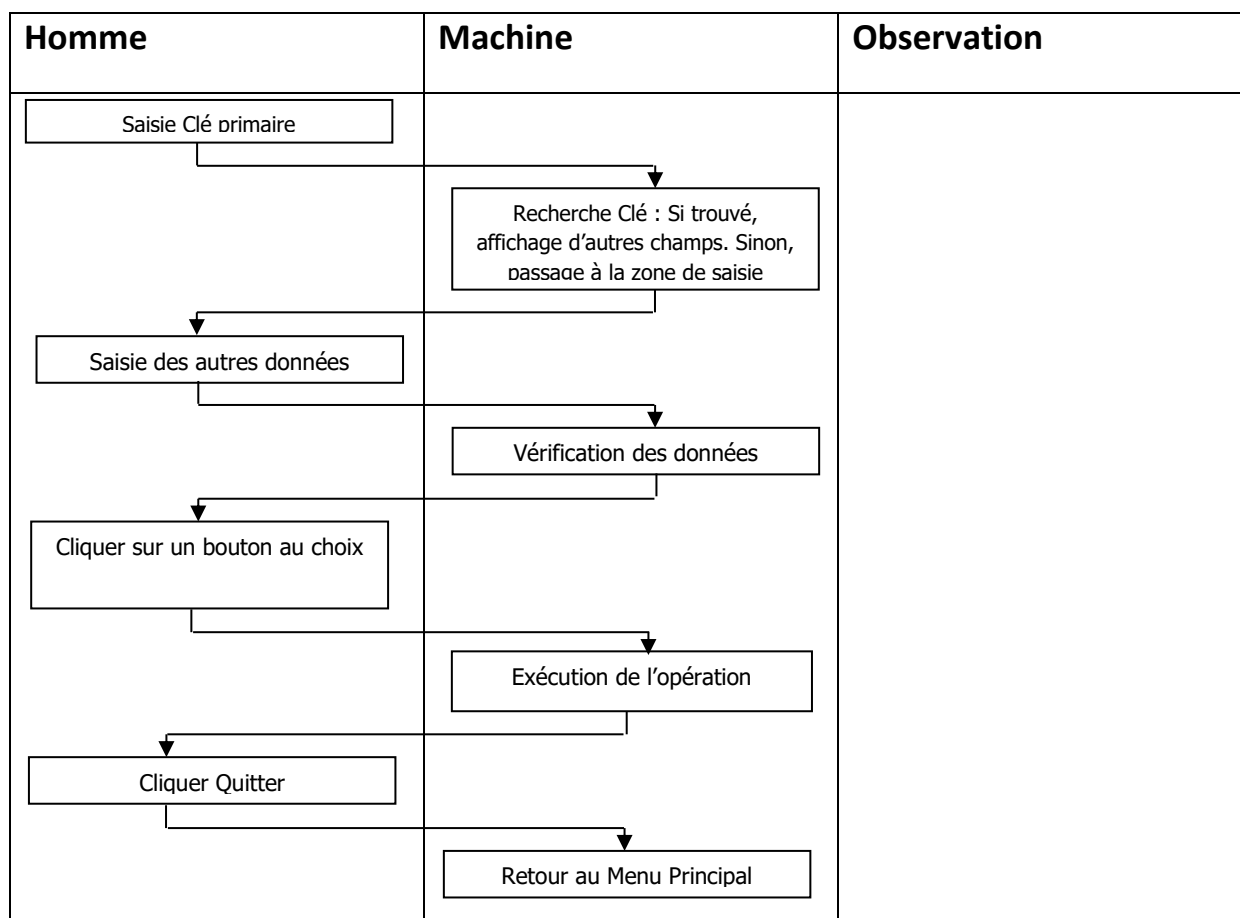 Homme
Machine
Observation
Saisie Clé primaire
Recherche Clé : Si trouvé,
affichage d'autres champs. Sinon,
passage à la zone de saisie
Saisie des autres données
Vérification des données
Cliquer sur un bouton au choix
Exécution de l'opération
Cliquer Quitter
Retour au Menu Principal